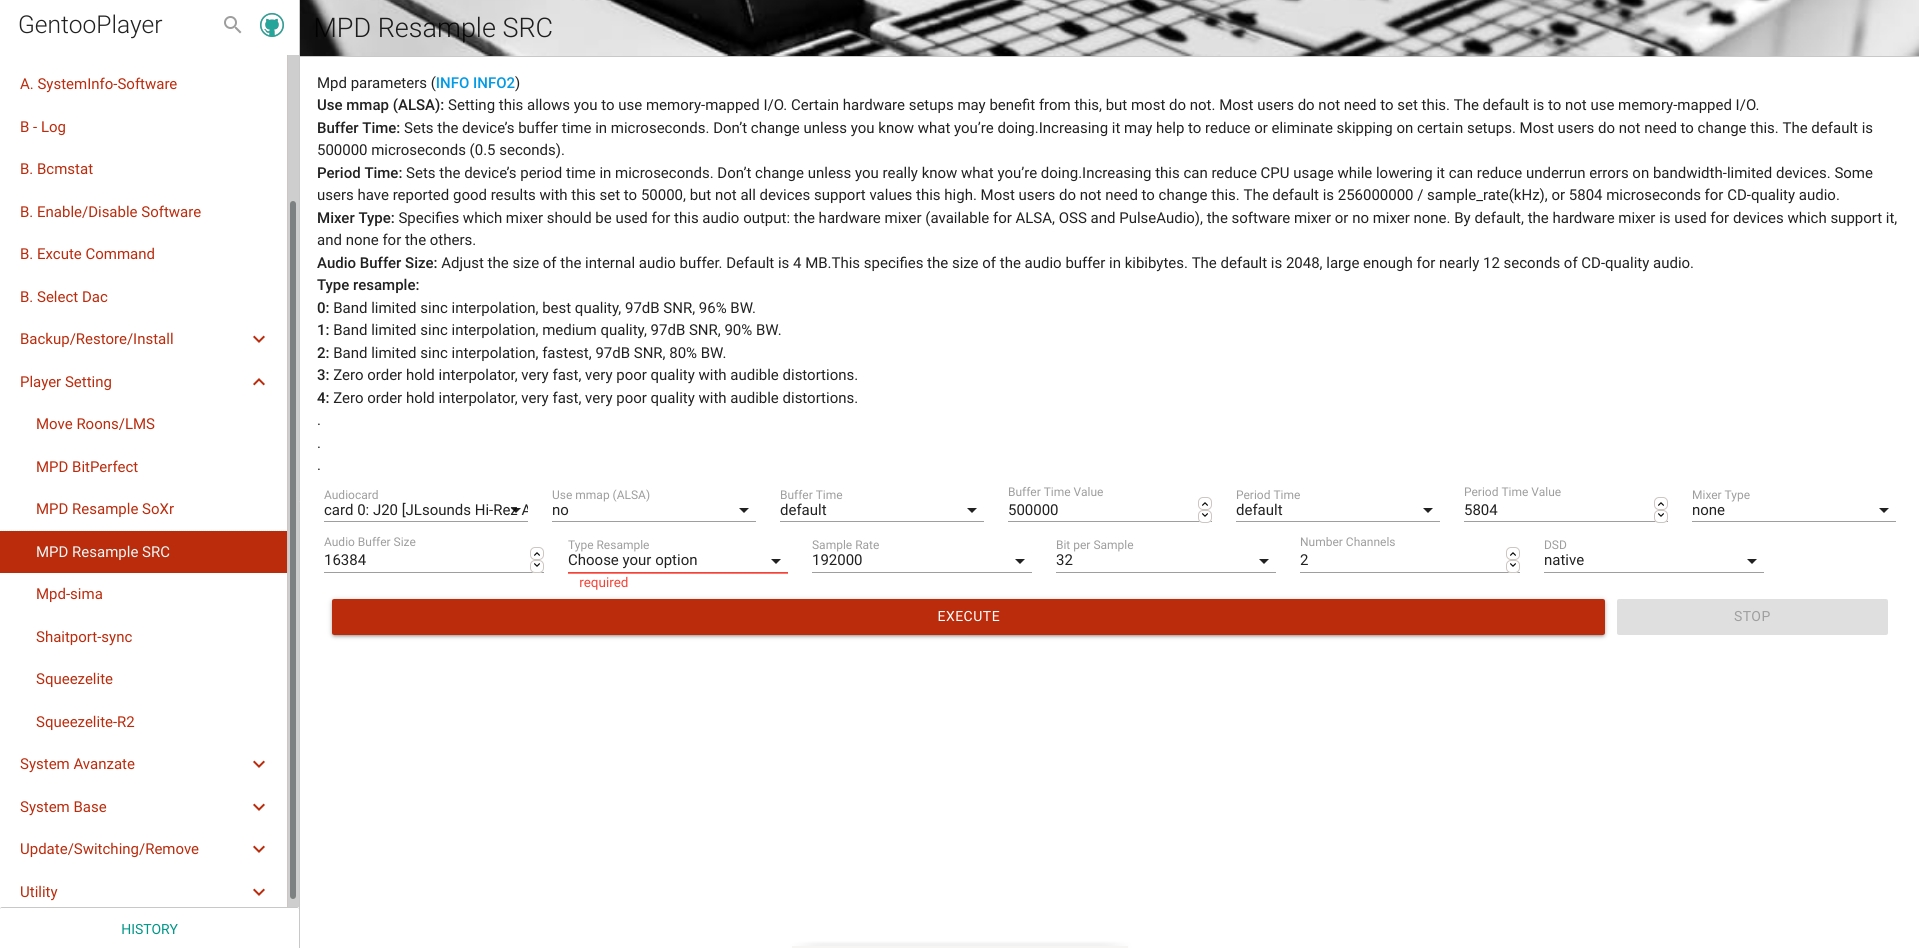 GentooPlayer
MPD Resample SRC
A. SystemInfo-Software
B - Log
B. Bcmstat
B. Enable/Disable Software
B. Excute Command
B. Select Dac
Backup/Restore/Install
Player Setting
Move Roons/LMS
MPD BitPerfect
MPD Resample SoXr
MPD Resample SRC
Mpd-sima
Shaitport-sync
Squeezelite
Squeezelite-R2
System Avanzate
System Base
Update/Switching/Remove
Utility
HISTORY
Mpd parameters (INFO INFO2)
Use mmap (ALSA): Setting this allows you to use memory-mapped I/O. Certain hardware setups may benefit from this, but most do not. Most users do not need to set this. The default is to not use memory-mapped I/O.
Buffer Time: Sets the device’s buffer time in microseconds. Don’t change unless you know what you’re doing.Increasing it may help to reduce or eliminate skipping on certain setups. Most users do not need to change this. The default is
500000 microseconds (0.5 seconds).
Period Time: Sets the device’s period time in microseconds. Don’t change unless you really know what you’re doing.Increasing this can reduce CPU usage while lowering it can reduce underrun errors on bandwidth-limited devices. Some
users have reported good results with this set to 50000, but not all devices support values this high. Most users do not need to change this. The default is 256000000 / sample_rate(kHz), or 5804 microseconds for CD-quality audio.
Mixer Type: Specifies which mixer should be used for this audio output: the hardware mixer (available for ALSA, OSS and PulseAudio), the software mixer or no mixer none. By default, the hardware mixer is used for devices which support it,
and none for the others.
Audio Buffer Size: Adjust the size of the internal audio buffer. Default is 4 MB.This specifies the size of the audio buffer in kibibytes. The default is 2048, large enough for nearly 12 seconds of CD-quality audio.
Type resample:
0: Band limited sinc interpolation, best quality, 97dB SNR, 96% BW.
1: Band limited sinc interpolation, medium quality, 97dB SNR, 90% BW.
2: Band limited sinc interpolation, fastest, 97dB SNR, 80% BW.
3: Zero order hold interpolator, very fast, very poor quality with audible distortions.
4: Zero order hold interpolator, very fast, very poor quality with audible distortions.
.
.
.
Audiocard Use mmap (ALSA) Buffer Time Buffer Time Value Period Time Period Time Value Mixer Type
card 0: J20 [JLsounds Hi-Rez A no default 500000 default 5804 none
Audio Buffer Size Type Resample Sample Rate Bit per Sample Number Channels DSD
16384 Choose your option 192000 32 2 native
required
EXECUTE STOP